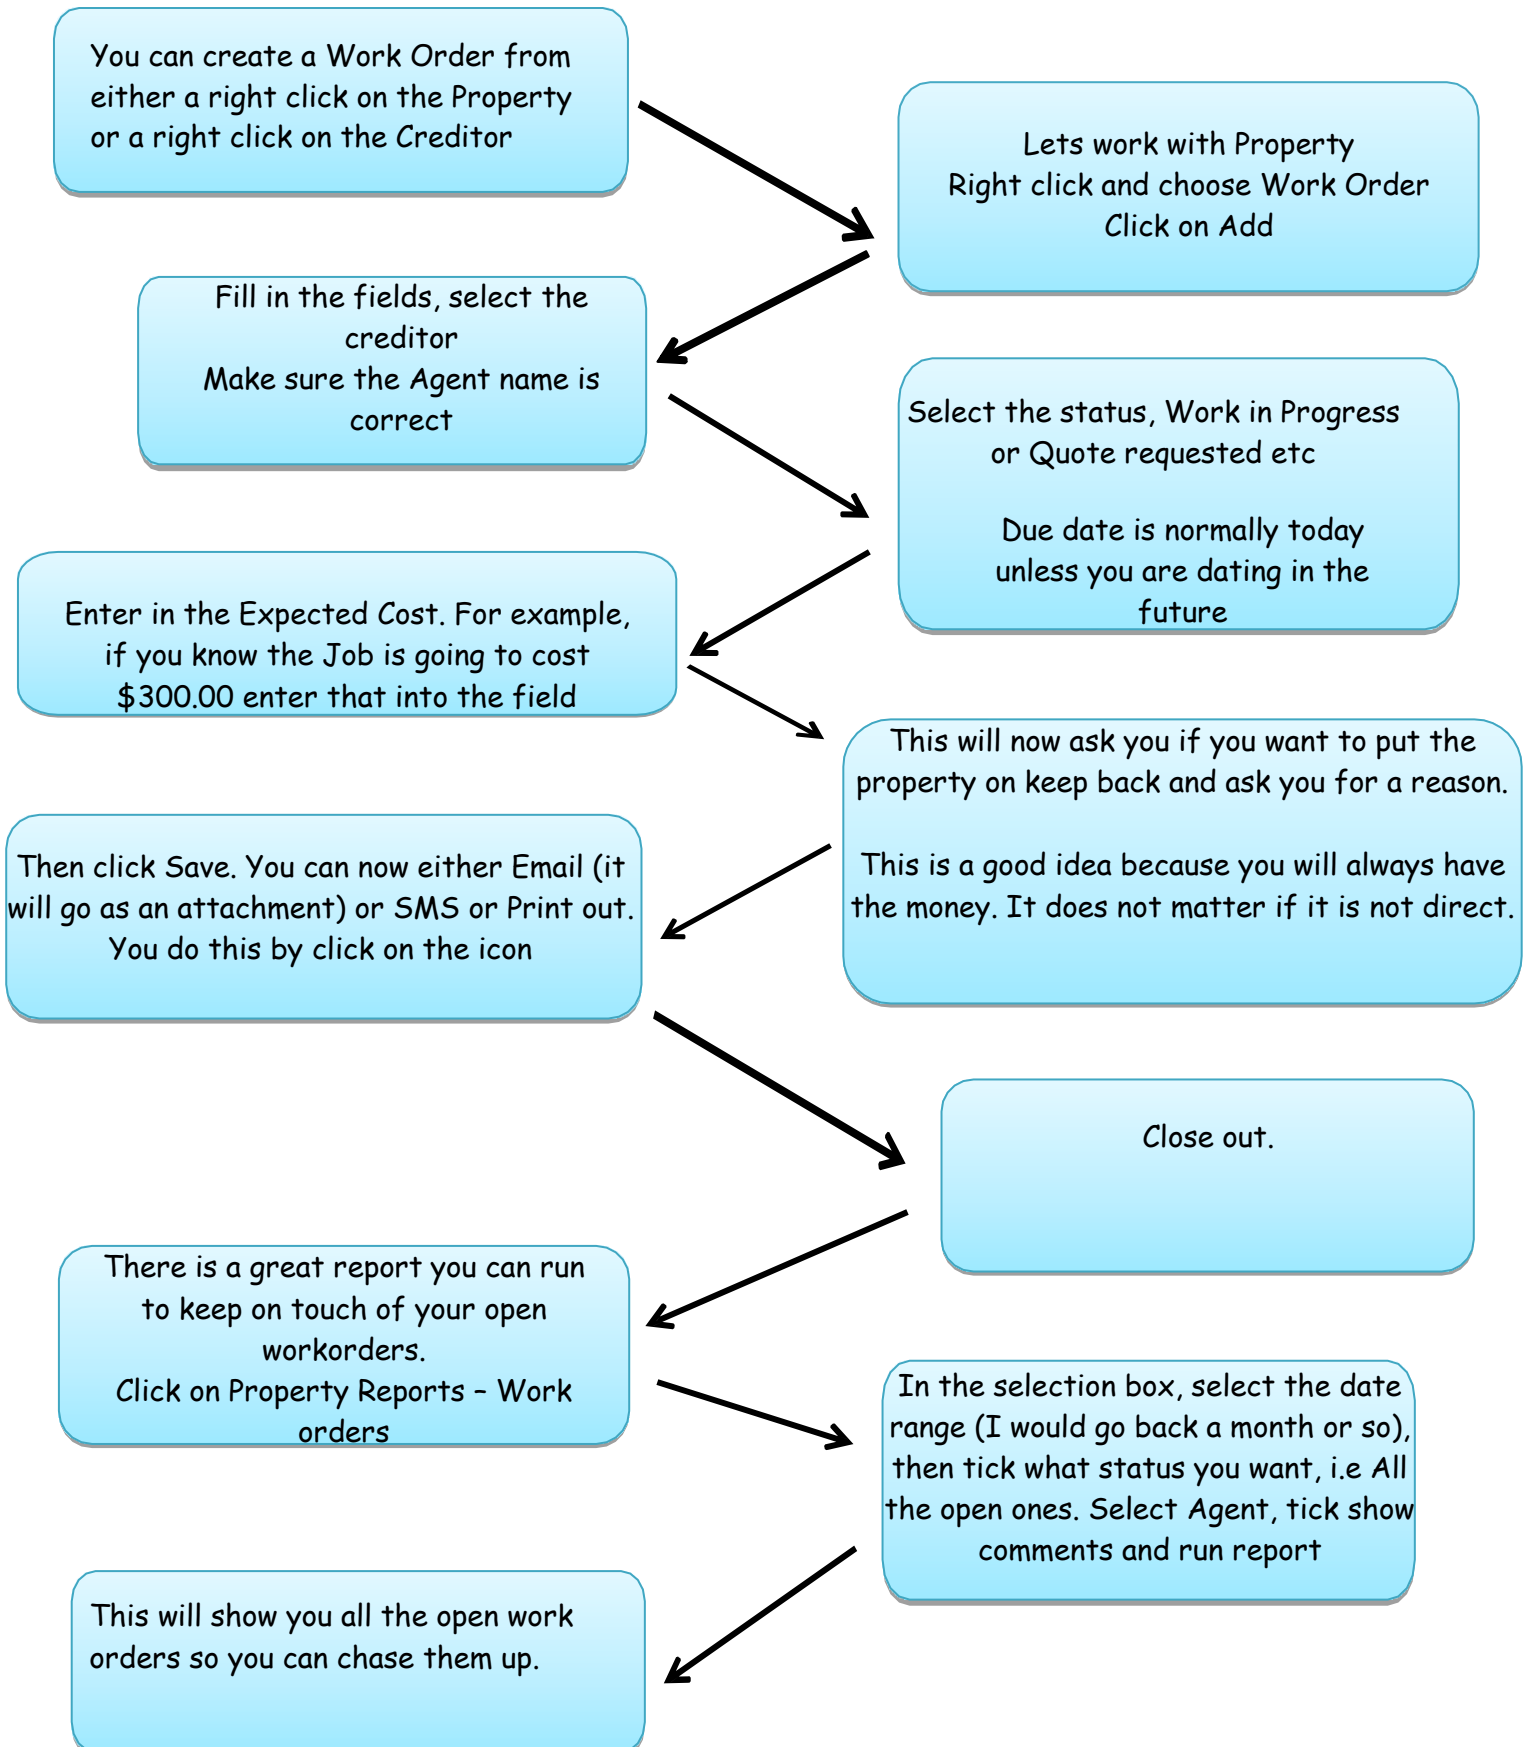 You can create a Work Order from
either a right click on the Property
or a right click on the Creditor
Lets work with Property
Right click and choose Work Order
Click on Add
Fill in the fields, select the
creditor
Make sure the Agent name is
correct
Select the status, Work in Progress
or Quote requested etc
Due date is normally today
unless you are dating in the
future
Enter in the Expected Cost. For example,
if you know the Job is going to cost
$300.00 enter that into the field
This will now ask you if you want to put the
property on keep back and ask you for a reason.
This is a good idea because you will always have
the money. It does not matter if it is not direct.
Then click Save. You can now either Email (it
will go as an attachment) or SMS or Print out.
You do this by click on the icon
Close out.
There is a great report you can run
to keep on touch of your open
workorders.
Click on Property Reports – Work
orders
In the selection box, select the date
range (I would go back a month or so),
then tick what status you want, i.e All
the open ones. Select Agent, tick show
comments and run report
This will show you all the open work
orders so you can chase them up.